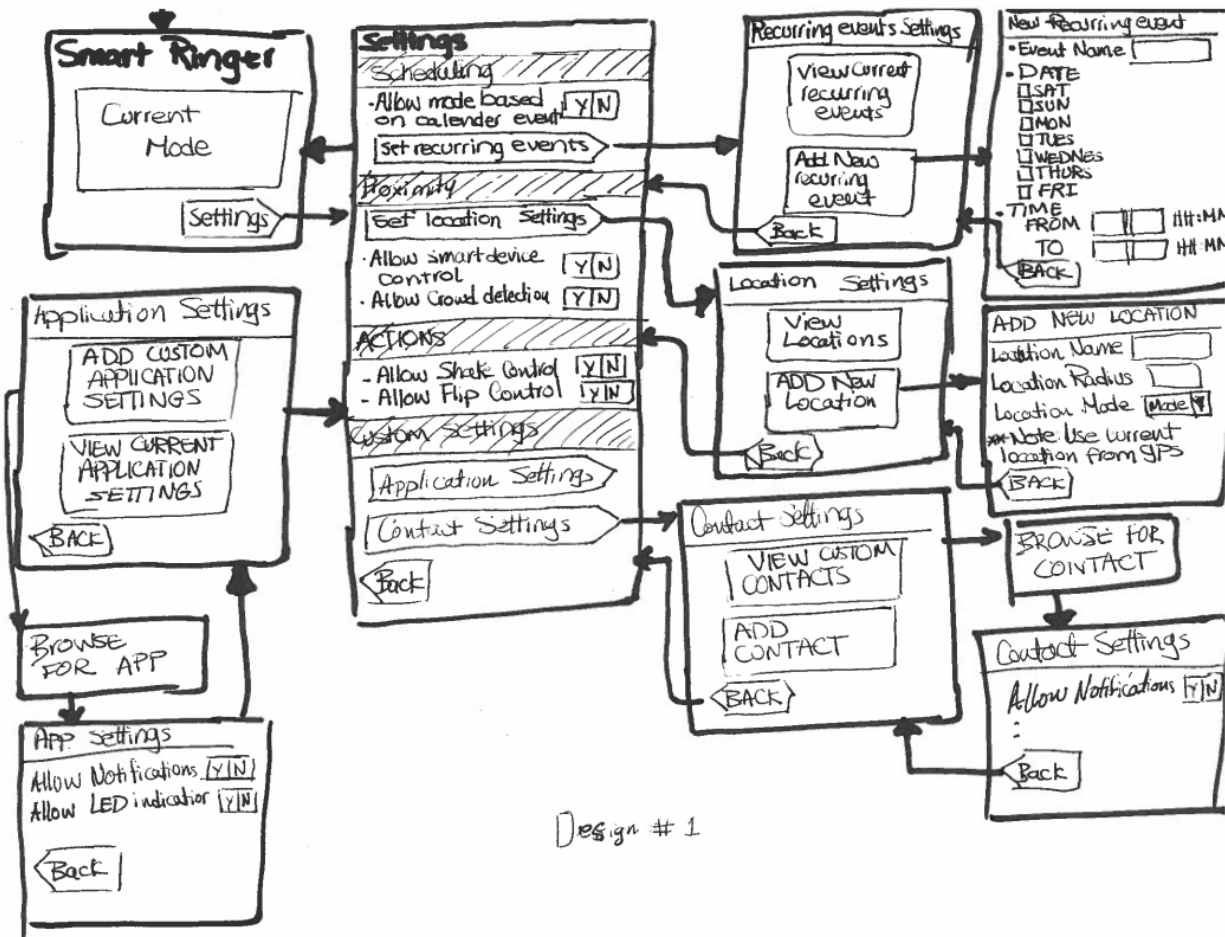 Smart Ringer
Current
Mode
Settings
Settings
Scheduling
-Allow mode based
on calender event Y|N
Set recurring events
Proximity
Set location Settings
-Allow smart device
control Y|N
-Allow Crowd detection Y|N
ACTIONS
- Allow Shake Control Y|N
- Allow Flip Control Y|N
Custom Settings
Application Settings
Contact Settings
Back
Recurring events Settings
View Current
recurring
events
Add New
recurring
event
Back
New Recurring event
• Event Name
- DATE
SAT
SUN
MON
TUES
WEDNES
THURS
FRI
- TIME
FROM HH:MM
TO HH:MM
BACK
Location Settings
View
Locations
ADD New
Location
Back
ADD NEW LOCATION
Location Name
Location Radius
Location Mode Mode
** Note: Use current
location from gps
BACK
Contact Settings
VIEW CUSTOM
CONTACTS
ADD
CONTACT
BACK
BROWSE FOR
CONTACT
Contact Settings
Allow Notifications Y|N
Back
Application Settings
ADD CUSTOM
APPLICATION
SETTINGS
VIEW CURRENT
APPLICATION
SETTINGS
BACK
BROWSE
FOR APP
App Settings
Allow Notifications Y|N
Allow LED indicatior Y|N
Back
Design # 1